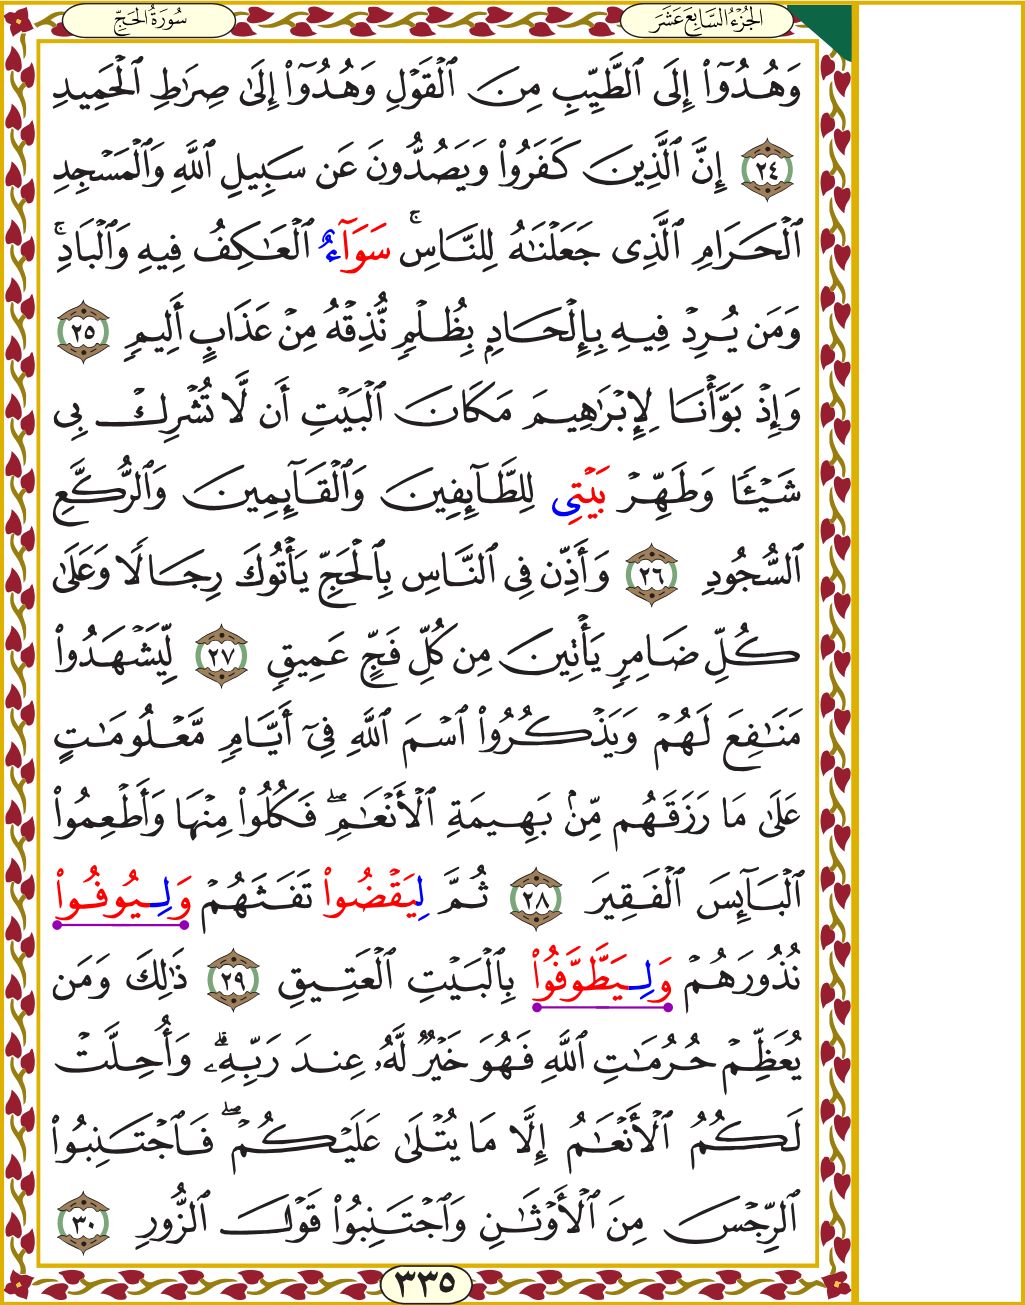 سُورَةُ الحَجِّ
الجُزْءُ السَّابِعَ عَشَرَ
وَهُدُوٓاْ إِلَى ٱلطَّيِّبِ مِنَ ٱلْقَوْلِ وَهُدُوٓاْ إِلَىٰ صِرَٰطِ ٱلْحَمِيدِ
٢٤ إِنَّ ٱلَّذِينَ كَفَرُواْ وَيَصُدُّونَ عَن سَبِيلِ ٱللَّهِ وَٱلْمَسْجِدِ
ٱلْحَرَامِ ٱلَّذِى جَعَلْنَٰهُ لِلنَّاسِ ۚ سَوَآءٌ ٱلْعَٰكِفُ فِيهِ وَٱلْبَادِ ۚ
وَمَن يُرِدْ فِيهِ بِإِلْحَادٍ بِظُلْمٍ نُّذِقْهُ مِنْ عَذَابٍ أَلِيمٍ ٢٥
وَإِذْ بَوَّأْنَا لِإِبْرَٰهِيمَ مَكَانَ ٱلْبَيْتِ أَن لَّا تُشْرِكْ بِى
شَيْـًٔا وَطَهِّرْ بَيْتِى لِلطَّآئِفِينَ وَٱلْقَآئِمِينَ وَٱلرُّكَّعِ
ٱلسُّجُودِ ٢٦ وَأَذِّن فِى ٱلنَّاسِ بِٱلْحَجِّ يَأْتُوكَ رِجَالًا وَعَلَىٰ
كُلِّ ضَامِرٍ يَأْتِينَ مِن كُلِّ فَجٍّ عَمِيقٍ ٢٧ لِّيَشْهَدُواْ
مَنَٰفِعَ لَهُمْ وَيَذْكُرُواْ ٱسْمَ ٱللَّهِ فِىٓ أَيَّامٍ مَّعْلُومَٰتٍ
عَلَىٰ مَا رَزَقَهُم مِّنۢ بَهِيمَةِ ٱلْأَنْعَٰمِ ۖ فَكُلُواْ مِنْهَا وَأَطْعِمُواْ
ٱلْبَآئِسَ ٱلْفَقِيرَ ٢٨ ثُمَّ لِيَقْضُواْ تَفَثَهُمْ وَلِيُوفُواْ
نُذُورَهُمْ وَلِيَطَّوَّفُواْ بِٱلْبَيْتِ ٱلْعَتِيقِ ٢٩ ذَٰلِكَ وَمَن
يُعَظِّمْ حُرُمَٰتِ ٱللَّهِ فَهُوَ خَيْرٌ لَّهُۥ عِندَ رَبِّهِۦ ۗ وَأُحِلَّتْ
لَكُمُ ٱلْأَنْعَٰمُ إِلَّا مَا يُتْلَىٰ عَلَيْكُمْ ۖ فَٱجْتَنِبُواْ
ٱلرِّجْسَ مِنَ ٱلْأَوْثَٰنِ وَٱجْتَنِبُواْ قَوْلَ ٱلزُّورِ ٣٠
٣٣٥